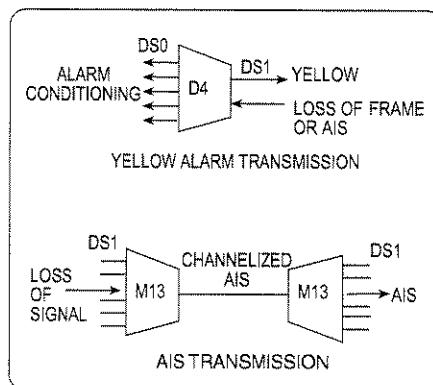 DS0
DS1
YELLOW
ALARM
CONDITIONING
D4
LOSS OF FRAME
OR AIS
YELLOW ALARM TRANSMISSION
DS1
CHANNELIZED
AIS
DS1
LOSS
OF
SIGNAL
M13
M13
AIS
AIS TRANSMISSION